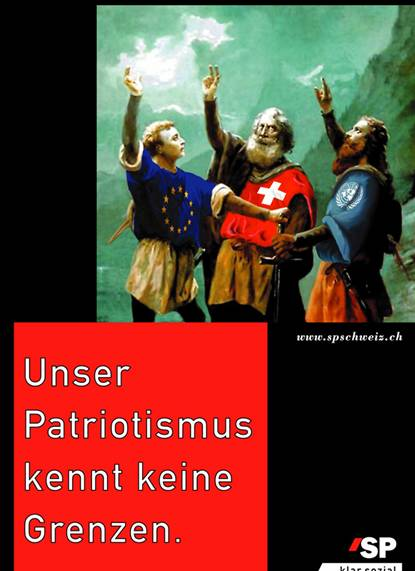 www.spschweiz.ch
Unser
Patriotismus
kennt keine
Grenzen.
SP
klar sozial